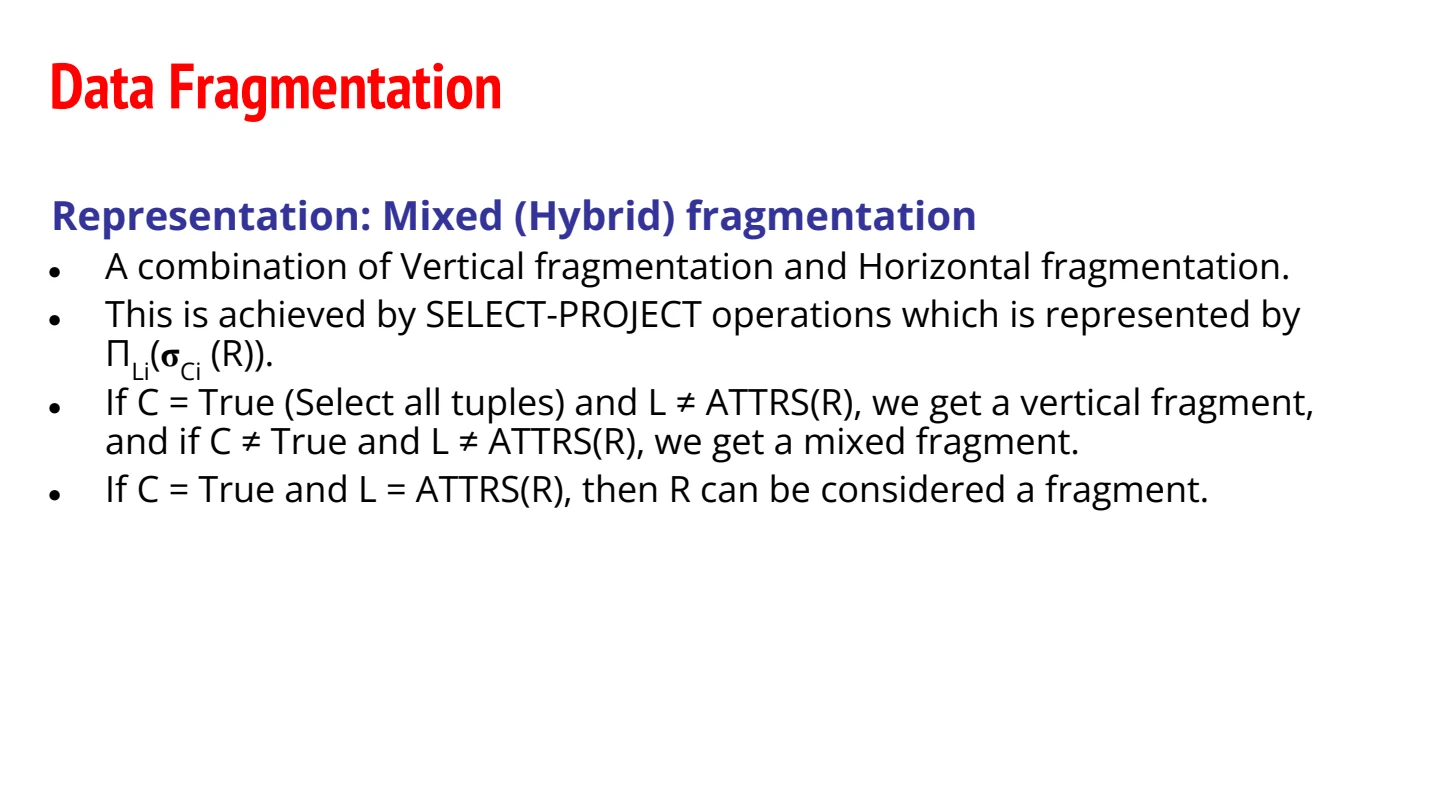 Data Fragmentation
Representation: Mixed (Hybrid) fragmentation
● A combination of Vertical fragmentation and Horizontal fragmentation.
● This is achieved by SELECT-PROJECT operations which is represented by
Π_Li(σ_Ci (R)).
● If C = True (Select all tuples) and L ≠ ATTRS(R), we get a vertical fragment,
and if C ≠ True and L ≠ ATTRS(R), we get a mixed fragment.
● If C = True and L = ATTRS(R), then R can be considered a fragment.